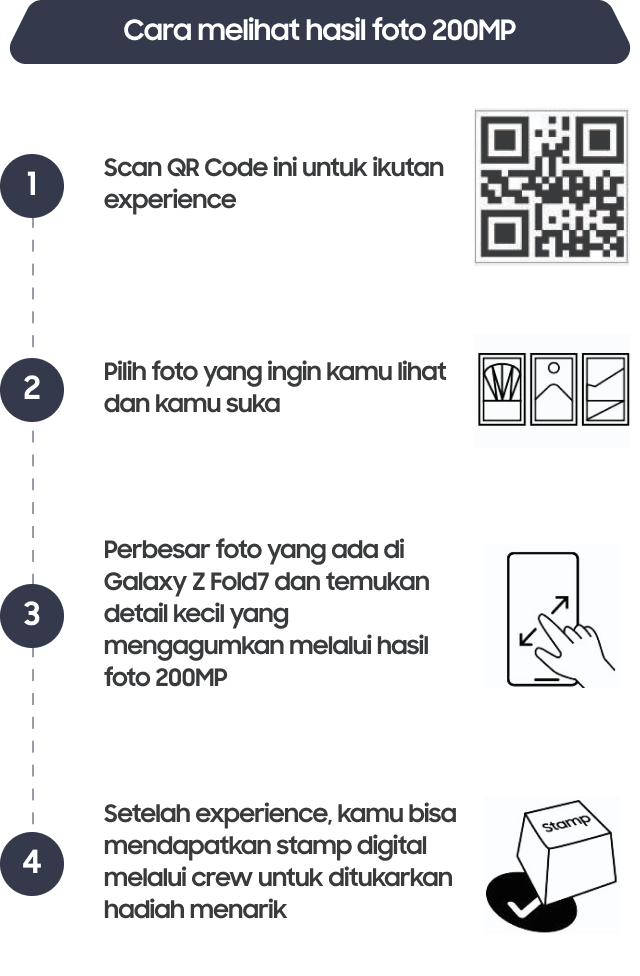 Cara melihat hasil foto 200MP
1
Scan QR Code ini untuk ikutan
experience
2
Pilih foto yang ingin kamu lihat
dan kamu suka
3
Perbesar foto yang ada di
Galaxy Z Fold7 dan temukan
detail kecil yang
mengagumkan melalui hasil
foto 200MP
4
Setelah experience, kamu bisa
mendapatkan stamp digital
melalui crew untuk ditukarkan
hadiah menarik
Stamp